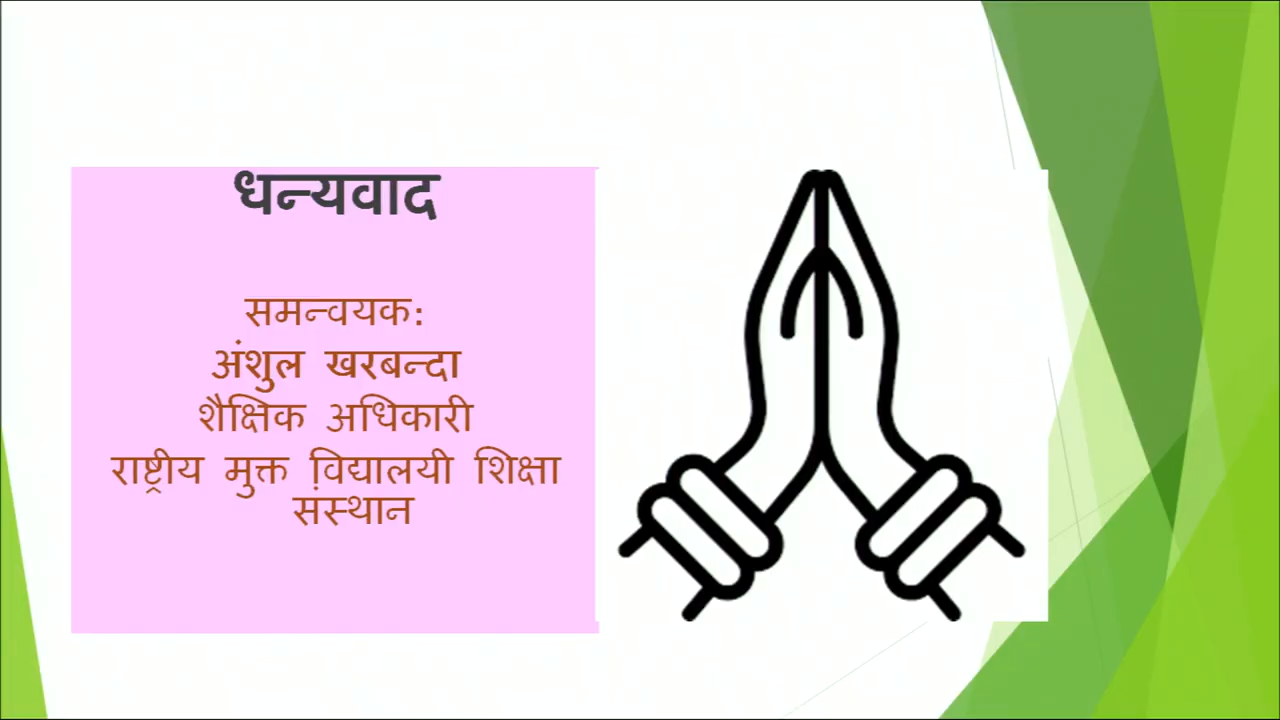 धन्यवाद
समन्वयक:
अंशुल खरबन्दा
शैक्षिक अधिकारी
राष्ट्रीय मुक्त विद्यालयी शिक्षा
संस्थान